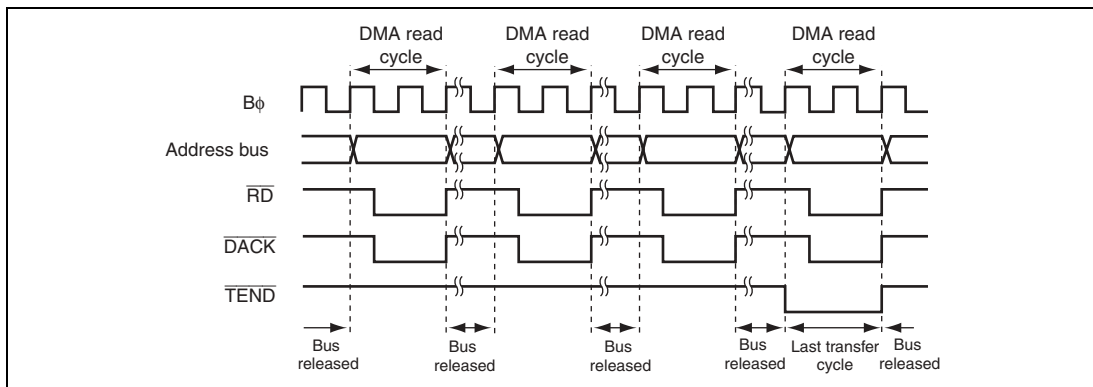 DMA read cycle
DMA read cycle
DMA read cycle
DMA read cycle
Bϕ
Address bus
RD
DACK
TEND
Bus released
Bus released
Bus released
Bus released
Last transfer cycle
Bus released